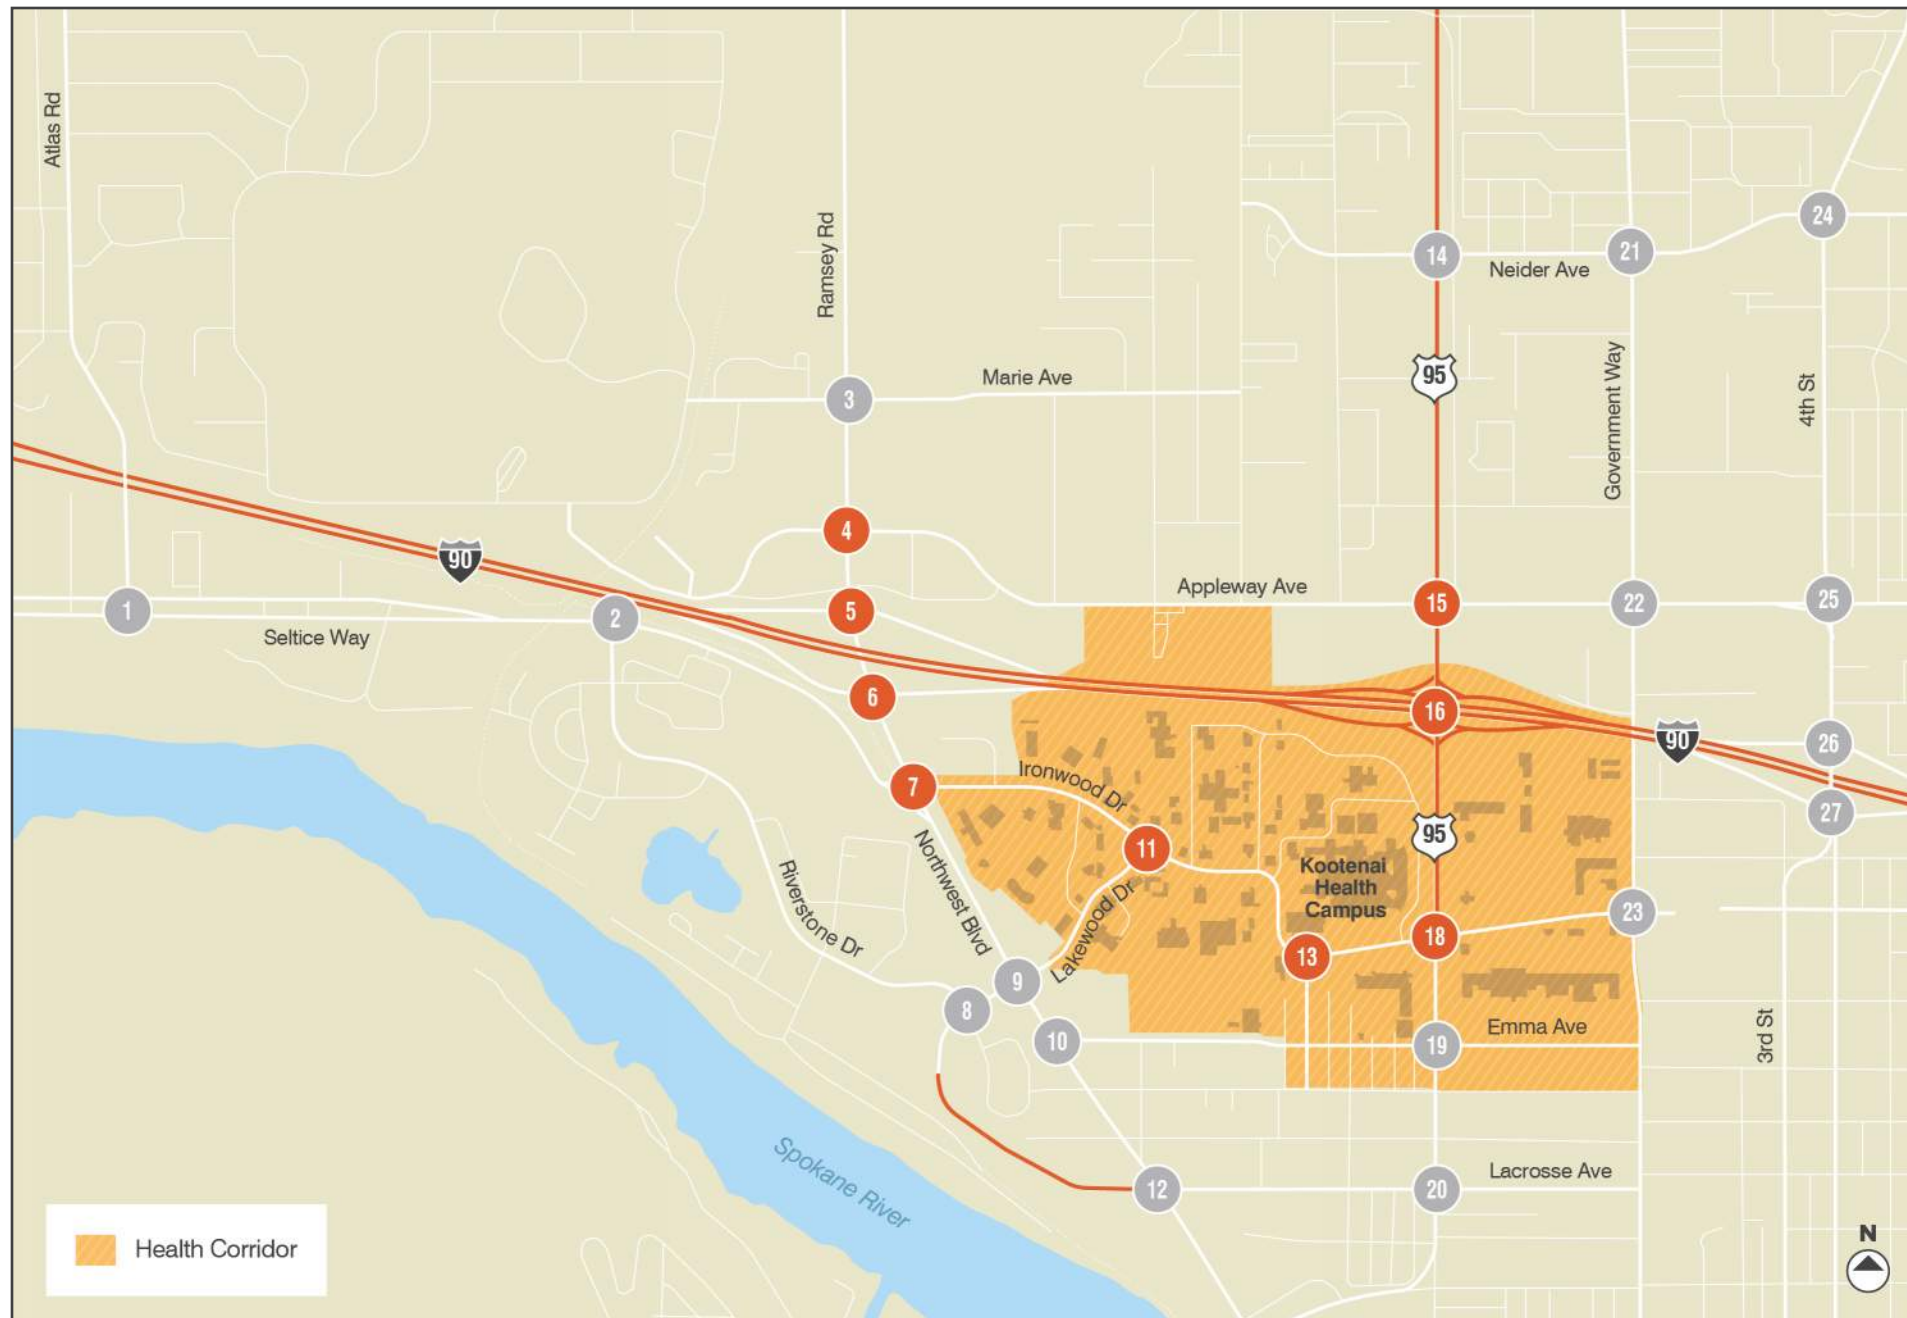 Atlas Rd
Ramsey Rd
24
21
14
Neider Ave
95
Marie Ave
3
Government Way
4th St
4
90
Appleway Ave
1
2
5
15
22
25
Seltice Way
6
16
90
26
7
Ironwood Dr
27
95
11
Northwest Blvd
Kootenai
Health
Campus
Riverstone Dr
Lakewood Dr
23
18
13
9
8
10
19
Emma Ave
3rd St
Spokane River
Lacrosse Ave
12
20
Health Corridor
N